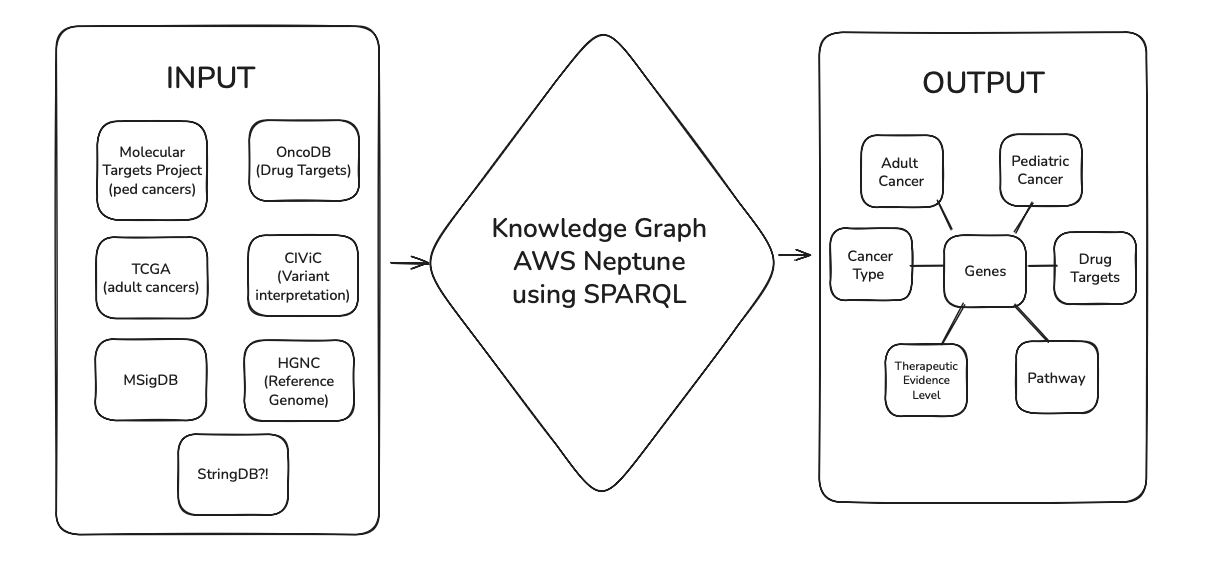 INPUT
Molecular
Targets Project
(ped cancers)
OncoDB
(Drug Targets)
TCGA
(adult cancers)
CIViC
(Variant
interpretation)
MSigDB
HGNC
(Reference
Genome)
StringDB?!
Knowledge Graph
AWS Neptune
using SPARQL
OUTPUT
Adult
Cancer
Pediatric
Cancer
Cancer
Type
Genes
Drug
Targets
Therapeutic
Evidence
Level
Pathway